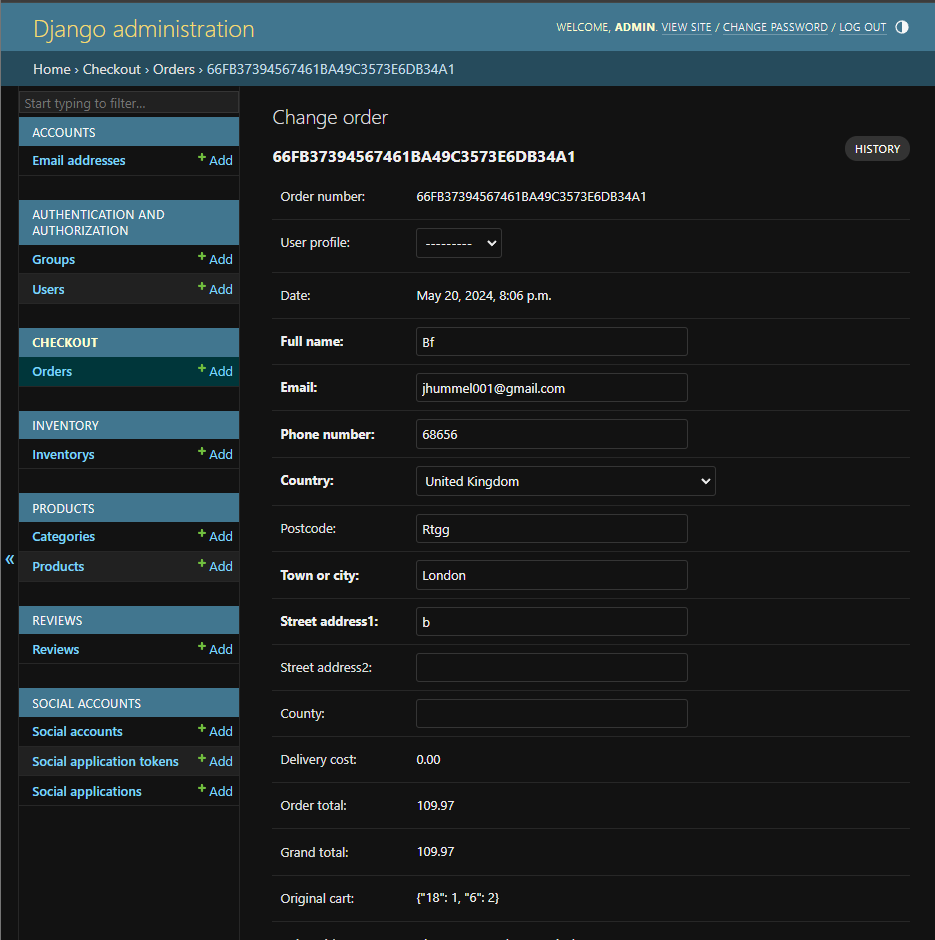 Django administration
WELCOME, ADMIN. VIEW SITE / CHANGE PASSWORD / LOG OUT
Home › Checkout › Orders › 66FB37394567461BA49C3573E6DB34A1
Start typing to filter...
ACCOUNTS
Email addresses + Add
AUTHENTICATION AND
AUTHORIZATION
Groups + Add
Users + Add
CHECKOUT
Orders + Add
INVENTORY
Inventorys + Add
PRODUCTS
Categories + Add
Products + Add
REVIEWS
Reviews + Add
SOCIAL ACCOUNTS
Social accounts + Add
Social application tokens + Add
Social applications + Add
«
Change order
66FB37394567461BA49C3573E6DB34A1
HISTORY
Order number: 66FB37394567461BA49C3573E6DB34A1
User profile: ---------
Date: May 20, 2024, 8:06 p.m.
Full name: Bf
Email: jhummel001@gmail.com
Phone number: 68656
Country: United Kingdom
Postcode: Rtgg
Town or city: London
Street address1: b
Street address2:
County:
Delivery cost: 0.00
Order total: 109.97
Grand total: 109.97
Original cart: {"18": 1, "6": 2}